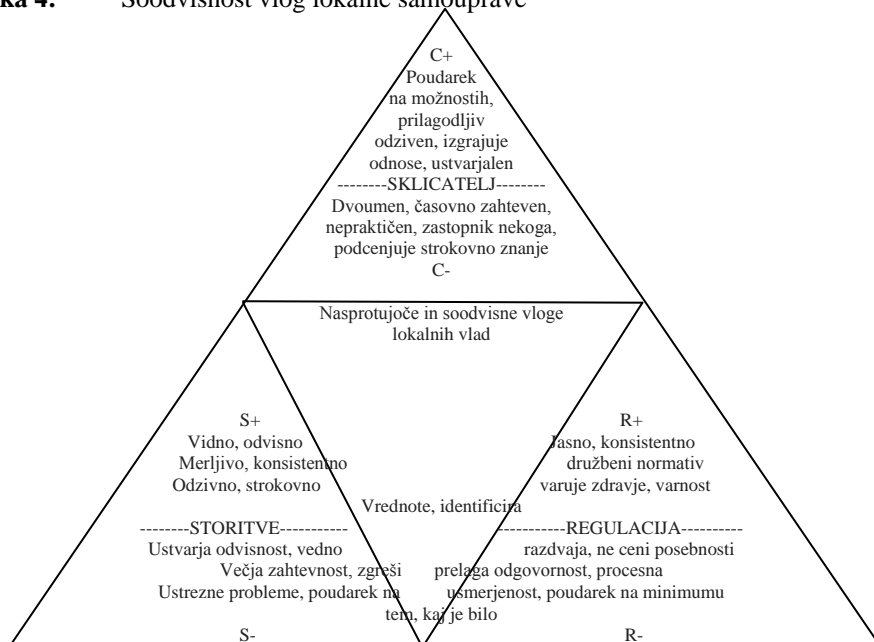 ka 4: Soodvisnost vlog lokalne samouprave
C+
Poudarek
na možnostih,
prilagodljiv
odziven, izgrajuje
odnose, ustvarjalen
--------SKLICATELJ--------
Dvoumen, časovno zahteven,
nepraktičen, zastopnik nekoga,
podcenjuje strokovno znanje
C-
Nasprotujoče in soodvisne vloge
lokalnih vlad
S+
Vidno, odvisno
Merljivo, konsistentno
Odzivno, strokovno
R+
Jasno, konsistentno
družbeni normativ
varuje zdravje, varnost
Vrednote, identificira
--------STORITVE-----------
Ustvarja odvisnost, vedno
Večja zahtevnost, zgreši
Ustrezne probleme, poudarek na
tem, kaj je bilo
S-
-----------REGULACIJA----------
razdvaja, ne ceni posebnosti
prelaga odgovornost, procesna
usmerjenost, poudarek na minimumu
R-